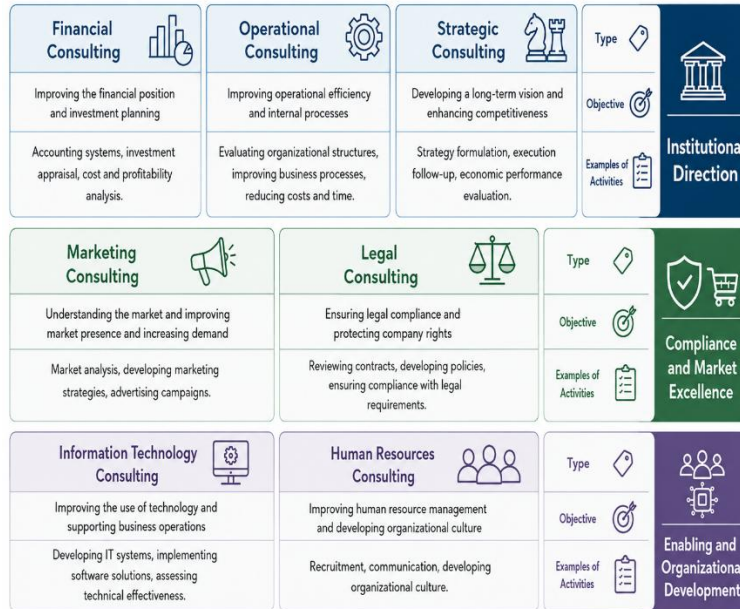 Financial
Consulting
Operational
Consulting
Strategic
Consulting
Type
Improving the financial position
and investment planning
Improving operational efficiency
and internal processes
Developing a long-term vision and
enhancing competitiveness
Objective
Accounting systems, investment
appraisal, cost and profitability
analysis.
Evaluating organizational structures,
improving business processes,
reducing costs and time.
Strategy formulation, execution
follow-up, economic performance
evaluation.
Examples of
Activities
Institutiona
Direction
Marketing
Consulting
Legal
Consulting
Type
Understanding the market and improving
market presence and increasing demand
Ensuring legal compliance and
protecting company rights
Objective
Market analysis, developing marketing
strategies, advertising campaigns.
Reviewing contracts, developing policies,
ensuring compliance with legal
requirements.
Examples of
Activities
Compliance
and Market
Excellence
Information Technology
Consulting
Human Resources
Consulting
Type
Improving the use of technology and
supporting business operations
Improving human resource management
and developing organizational culture
Objective
Developing IT systems, implementing
software solutions, assessing
technical effectiveness.
Recruitment, communication, developing
organizational culture.
Examples of
Activities
Enabling and
Organizationa
Development